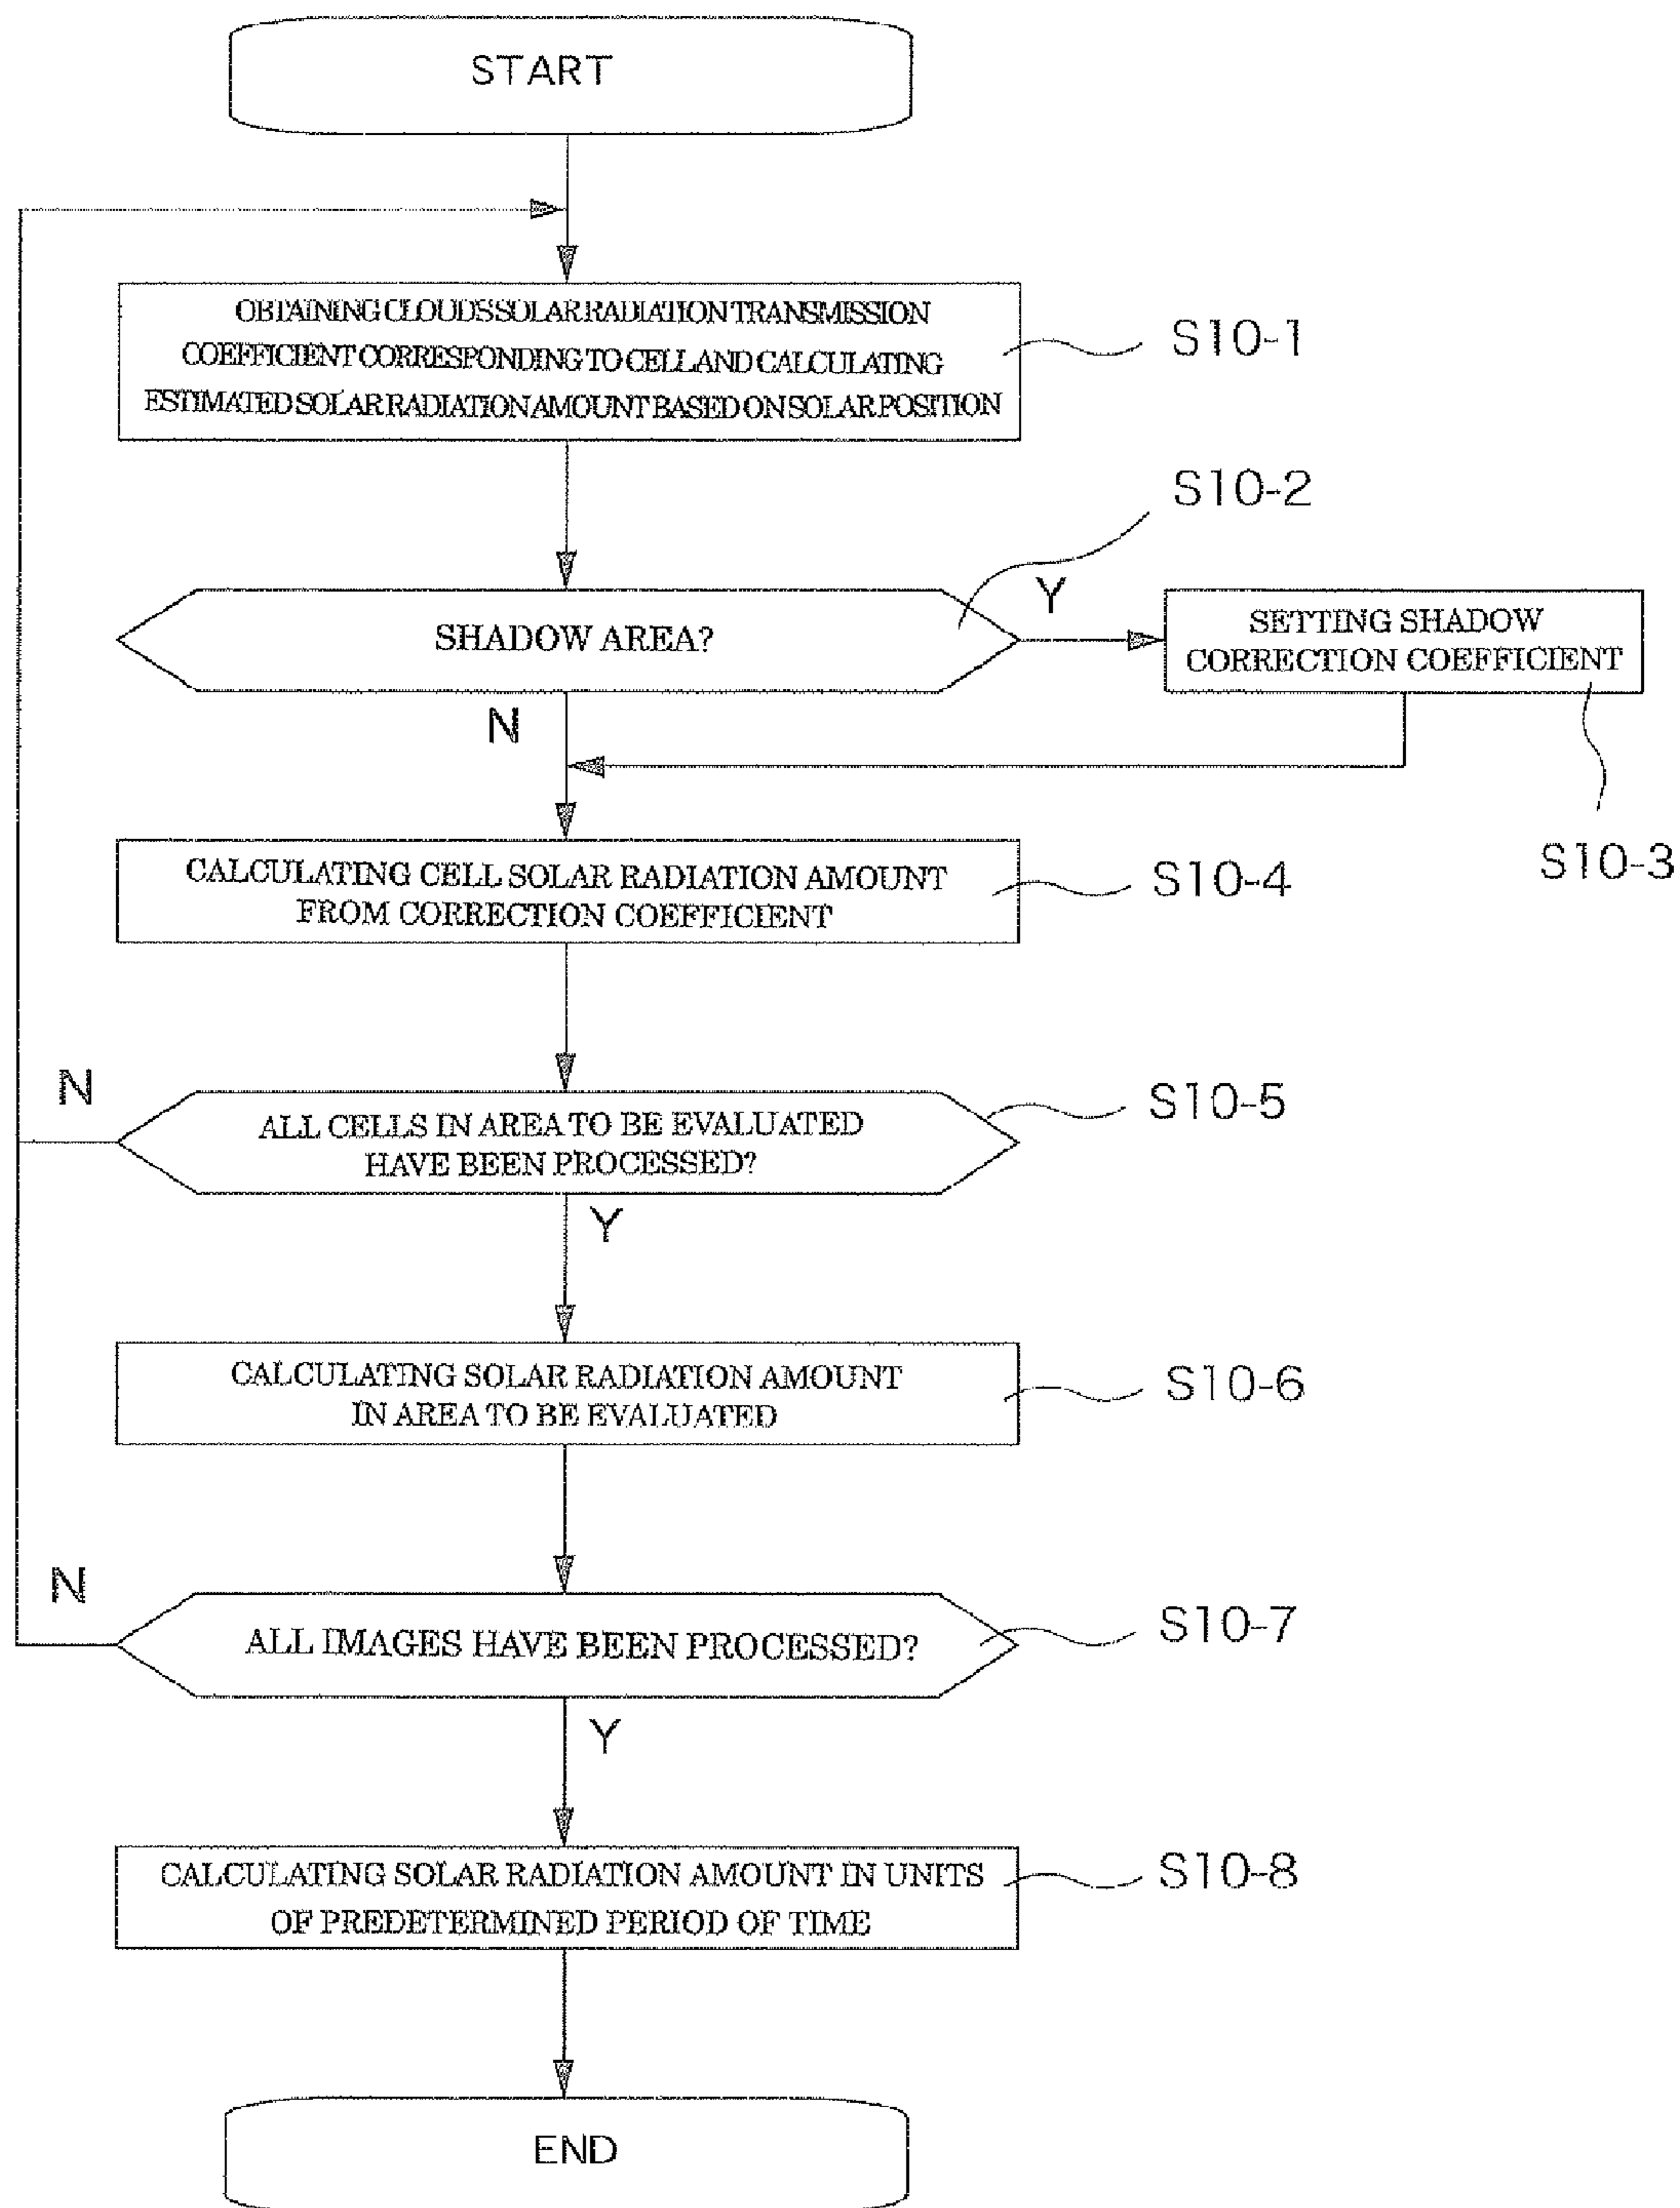 START
OBTAINING CLOUD'S SOLAR RADIATION TRANSMISSION
COEFFICIENT CORRESPONDING TO CELL AND CALCULATING
ESTIMATED SOLAR RADIATION AMOUNT BASED ON SOLAR POSITION
S10-1
S10-2
SHADOW AREA?
Y
SETTING SHADOW
CORRECTION COEFFICIENT
N
S10-3
CALCULATING CELL SOLAR RADIATION AMOUNT
FROM CORRECTION COEFFICIENT
S10-4
N
ALL CELLS IN AREA TO BE EVALUATED
HAVE BEEN PROCESSED?
S10-5
Y
CALCULATING SOLAR RADIATION AMOUNT
IN AREA TO BE EVALUATED
S10-6
N
ALL IMAGES HAVE BEEN PROCESSED?
S10-7
Y
CALCULATING SOLAR RADIATION AMOUNT IN UNITS
OF PREDETERMINED PERIOD OF TIME
S10-8
END